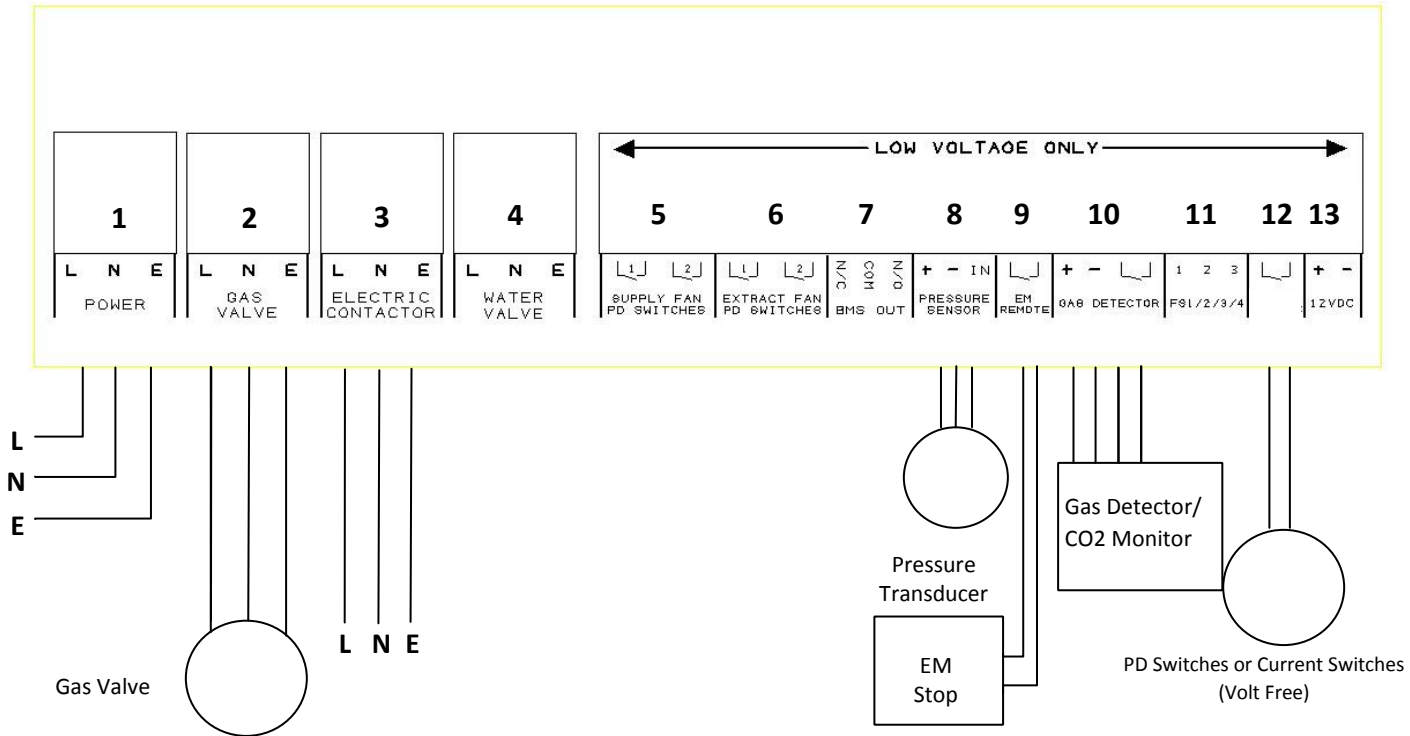 LOW VOLTAGE ONLY
1 2 3 4 5 6 7 8 9 10 11 12 13
L N E L N E L N E L N E 1 2 1 2 N/C COM N/O + - IN + - 1 2 3 + -
POWER
GAS
VALVE
ELECTRIC
CONTACTOR
WATER
VALVE
SUPPLY FAN
PD SWITCHES
EXTRACT FAN
PD SWITCHES
BMS OUT
PRESSURE
SENSOR
EM
REMOTE
GAS DETECTOR
FS1/2/3/4
12VDC
L
N
E
Gas Valve
L N E
Pressure
Transducer
EM
Stop
Gas Detector/
CO2 Monitor
PD Switches or Current Switches
(Volt Free)